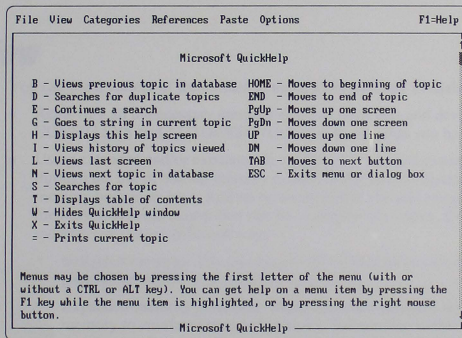 File View Categories References Paste Options F1=Help
Microsoft QuickHelp
B - Views previous topic in database HOME - Moves to beginning of topic
D - Searches for duplicate topics END - Moves to end of topic
E - Continues a search PgUp - Moves up one screen
G - Goes to string in current topic PgDn - Moves down one screen
H - Displays this help screen UP - Moves up one line
I - Views history of topics viewed DN - Moves down one line
L - Views last screen TAB - Moves to next button
N - Views next topic in database ESC - Exits menu or dialog box
S - Searches for topic
T - Displays table of contents
W - Hides QuickHelp window
X - Exits QuickHelp
= - Prints current topic
Menus may be chosen by pressing the first letter of the menu (with or
without a CTRL or ALT key). You can get help on a menu item by pressing the
F1 key while the menu item is highlighted, or by pressing the right mouse
button.
Microsoft QuickHelp